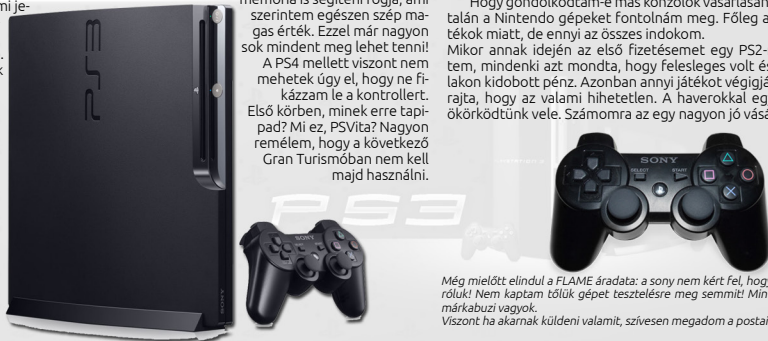 mi je-
k
memória is segíteni fogja, ami
szerintem egészen szép ma-
gas érték. Ezzel már nagyon
sok mindent meg lehet tenni!
A PS4 mellett viszont nem
mehetek úgy el, hogy ne fi-
kázzam le a kontrollert.
Első körben, minek erre tapi-
pad? Mi ez, PSVita? Nagyon
remélem, hogy a következő
Gran Turismóban nem kell
majd használni.
Hogy gondolkodtam-e más konzolok vásárlásán
talán a Nintendo gépeket fontolnám meg. Főleg a
tékok miatt, de ennyi az összes indokom.
Mikor annak idején az első fizetésemet egy PS2-
tem, mindenki azt mondta, hogy felesleges volt és
lakon kidobott pénz. Azonban annyi játékot végigjá
rajta, hogy az valami hihetetlen. A haverokkal eg
ökörködtünk vele. Számomra az egy nagyon jó vásá
Még mielőtt elindul a FLAME áradata: a sony nem kért fel, hogy
róluk! Nem kaptam tőlük gépet tesztelésre meg semmit! Min
márkabuzi vagyok.
Viszont ha akarnak küldeni valamit, szívesen megadom a postai
PS3
SONY
PS3
SONY
SONY
SELECT
START